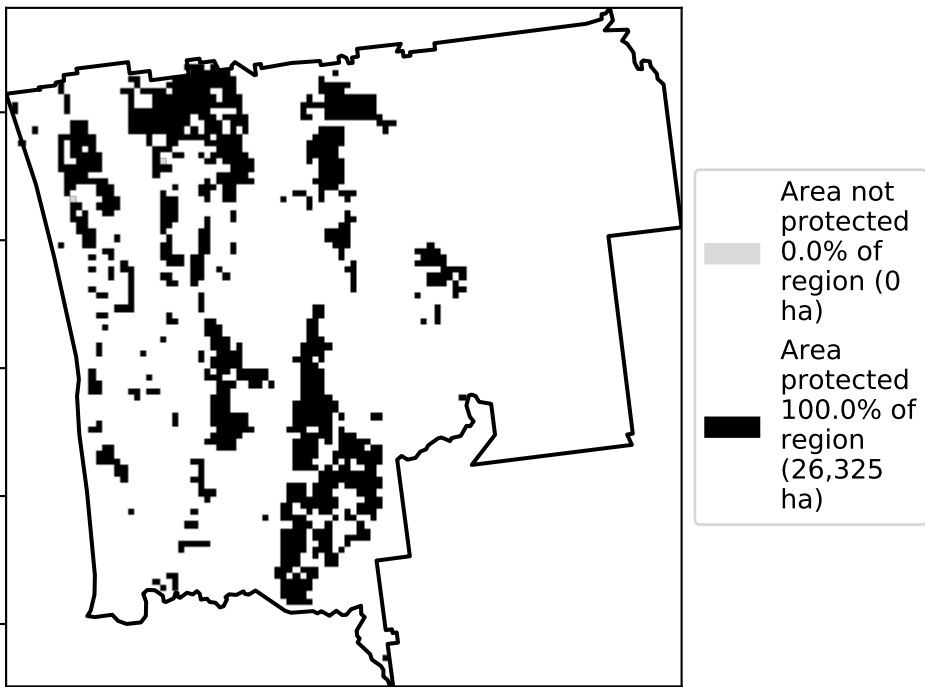 Area not
protected
0.0% of
region (0
ha)
Area
protected
100.0% of
region
(26,325
ha)